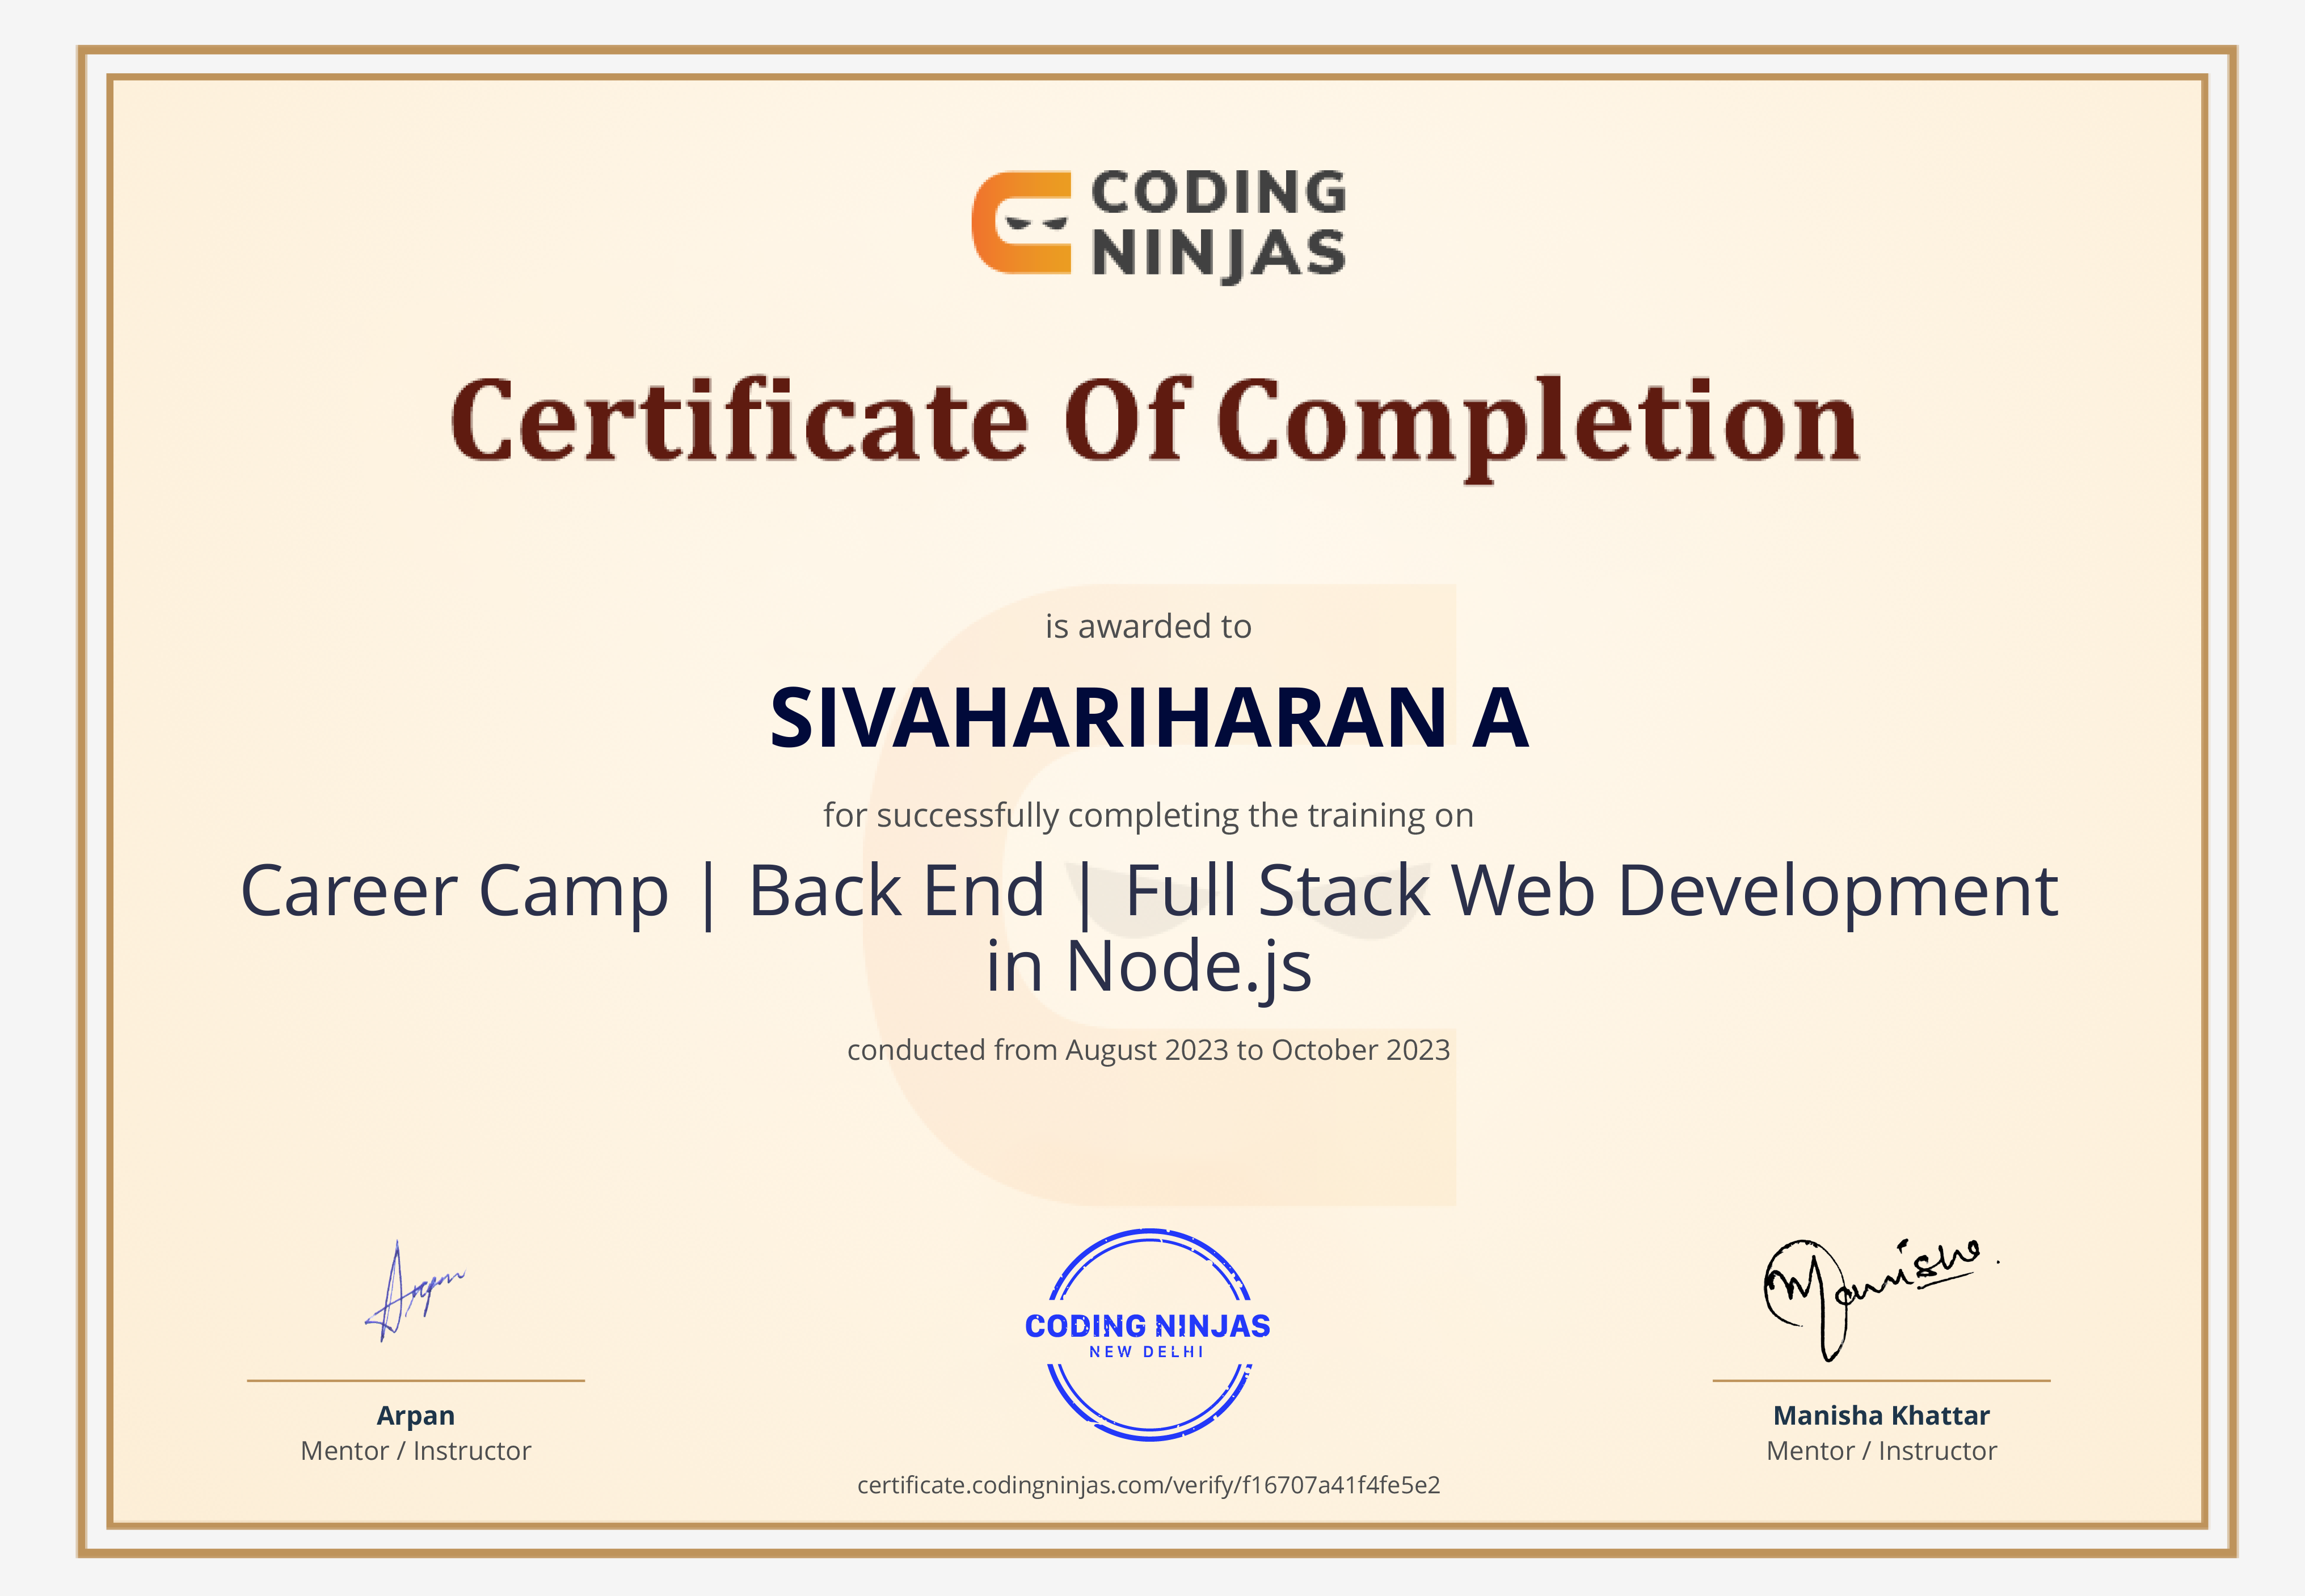 CODING
NINJAS
Certificate Of Completion
is awarded to
SIVAHARIHARAN A
for successfully completing the training on
Career Camp | Back End | Full Stack Web Development
in Node.js
conducted from August 2023 to October 2023
Arpan
Manisha
CODING NINJAS
NEW DELHI
Arpan
Mentor / Instructor
Manisha Khattar
Mentor / Instructor
certificate.codingninjas.com/verify/f16707a41f4fe5e2